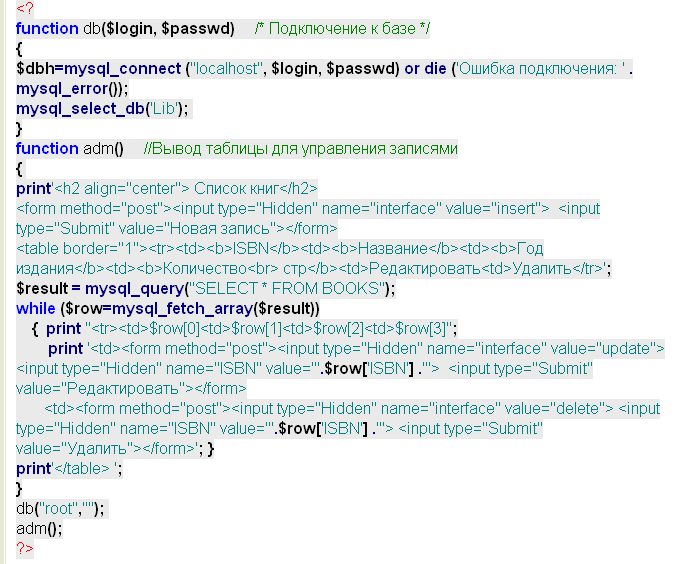 <?
function db($login, $passwd)    /* Подключение к базе */
{
$dbh=mysql_connect ("localhost", $login, $passwd) or die ('Ошибка подключения: ' .
mysql_error());
mysql_select_db('Lib');
}
function adm()    //Вывод таблицы для управления записями
{
print'<h2 align="center"> Список книг</h2>
<form method="post"><input type="Hidden" name="interface" value="insert">  <input
type="Submit" value="Новая запись"></form>
<table border="1"><tr><td><b>ISBN</b><td><b>Название</b><td><b>Год
издания</b><td><b>Количество<br> стр</b><td>Редактировать<td>Удалить</tr>';
$result = mysql_query("SELECT * FROM BOOKS");
while ($row=mysql_fetch_array($result))
{  print "<tr><td>$row[0]<td>$row[1]<td>$row[2]<td>$row[3]";
print '<td><form method="post"><input type="Hidden" name="interface" value="update">
<input type="Hidden" name="ISBN" value="'.$row['ISBN'] .'">  <input type="Submit"
value="Редактировать"></form>
<td><form method="post"><input type="Hidden" name="interface" value="delete"> <input
type="Hidden" name="ISBN" value="'.$row['ISBN'] .'"> <input type="Submit"
value="Удалить"></form>'; }
print'</table> ';
}
db("root","");
adm();
?>